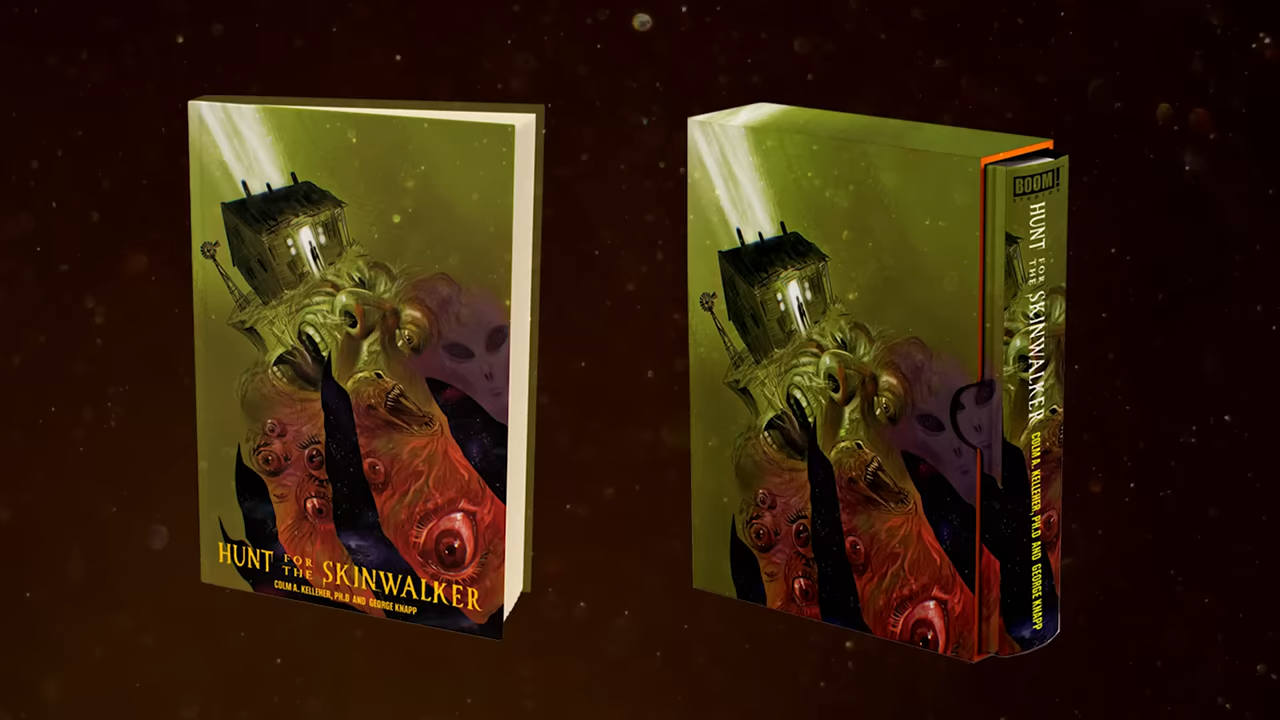 HUNT FOR THE SKINWALKER
COLM A. KELLEHER, PH.D AND GEORGE KNAPP
BOOM!
STUDIOS
HUNT FOR THE SKINWALKER
COLM A. KELLEHER, PH.D AND GEORGE KNAPP